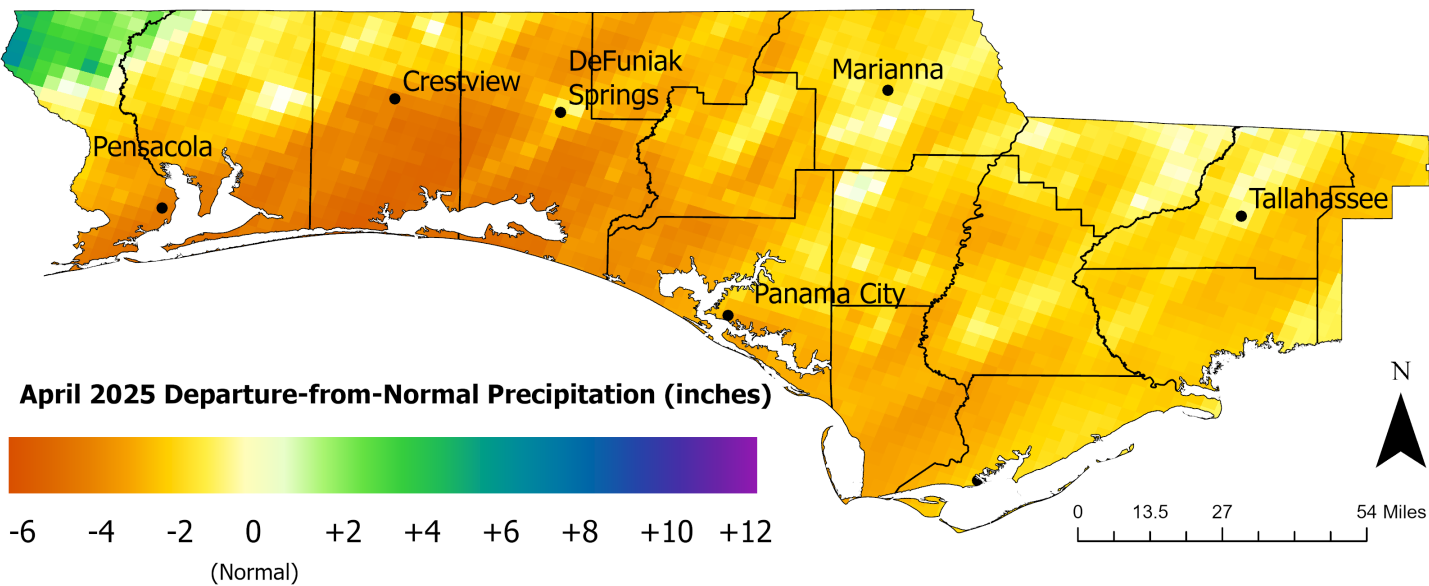 DeFuniak
Springs
Crestview
Marianna
Pensacola
Tallahassee
Panama City
April 2025 Departure-from-Normal Precipitation (inches)
-6 -4 -2 0 +2 +4 +6 +8 +10 +12
(Normal)
N
0 13.5 27 54 Miles